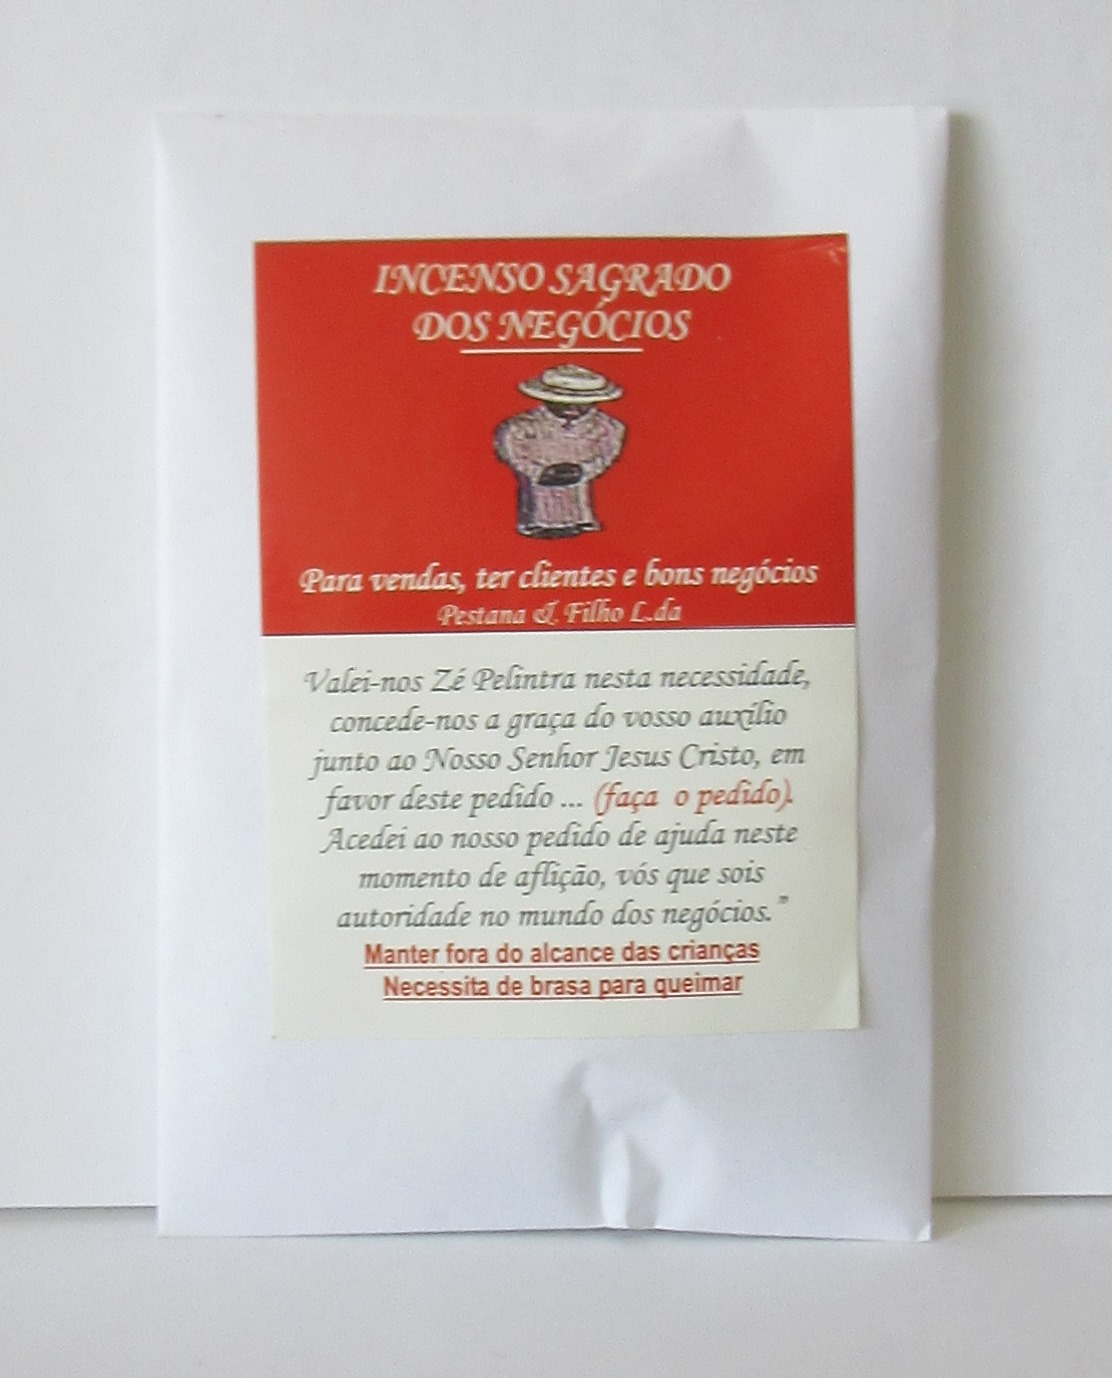 INCENSO SAGRADO
DOS NEGÓCIOS
Para vendas, ter clientes e bons negócios
Pestana & Filho L.da
Valei-nos Zé Pelintra nesta necessidade,
concede-nos a graça do vosso auxílio
junto ao Nosso Senhor Jesus Cristo, em
favor deste pedido ... (faça o pedido).
Acedei ao nosso pedido de ajuda neste
momento de aflição, vós que sois
autoridade no mundo dos negócios.”
Manter fora do alcance das crianças
Necessita de brasa para queimar